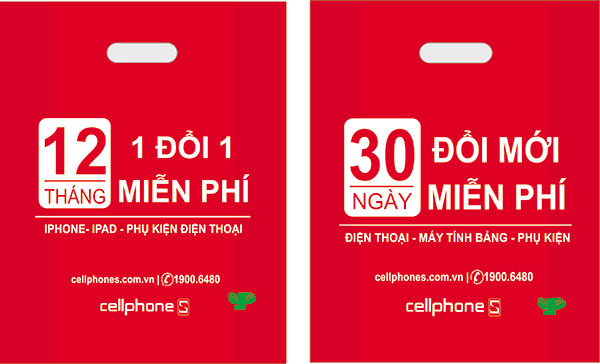 12
THÁNG
1 ĐỔI 1
MIỄN PHÍ
IPHONE- IPAD - PHỤ KIỆN ĐIỆN THOẠI
cellphones.com.vn | ✆1900.6480
cellphone S
30
NGÀY
ĐỔI MỚI
MIỄN PHÍ
ĐIỆN THOẠI - MÁY TÍNH BẢNG - PHỤ KIỆN
cellphones.com.vn | ✆1900.6480
cellphone S